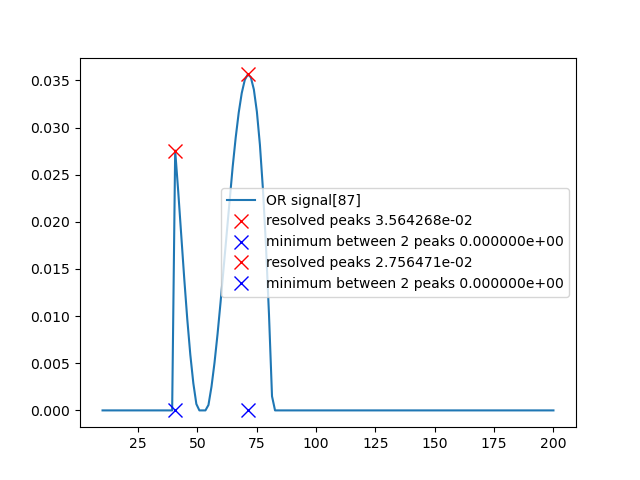 0.035
0.030
0.025
0.020
0.015
0.010
0.005
0.000
OR signal[87]
resolved peaks 3.564268e-02
minimum between 2 peaks 0.000000e+00
resolved peaks 2.756471e-02
minimum between 2 peaks 0.000000e+00
25 50 75 100 125 150 175 200